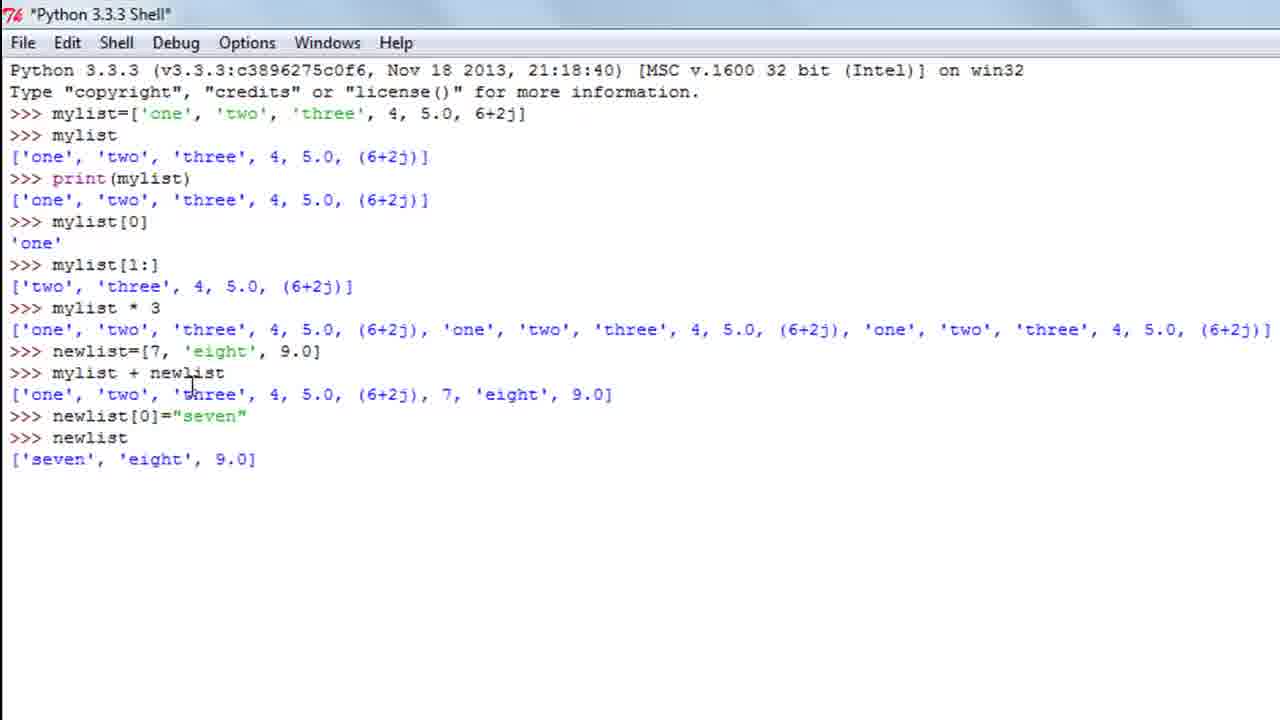 *Python 3.3.3 Shell*
File Edit Shell Debug Options Windows Help
Python 3.3.3 (v3.3.3:c3896275c0f6, Nov 18 2013, 21:18:40) [MSC v.1600 32 bit (Intel)] on win32
Type "copyright", "credits" or "license()" for more information.
>>> mylist=['one', 'two', 'three', 4, 5.0, 6+2j]
>>> mylist
['one', 'two', 'three', 4, 5.0, (6+2j)]
>>> print(mylist)
['one', 'two', 'three', 4, 5.0, (6+2j)]
>>> mylist[0]
'one'
>>> mylist[1:]
['two', 'three', 4, 5.0, (6+2j)]
>>> mylist * 3
['one', 'two', 'three', 4, 5.0, (6+2j), 'one', 'two', 'three', 4, 5.0, (6+2j), 'one', 'two', 'three', 4, 5.0, (6+2j)]
>>> newlist=[7, 'eight', 9.0]
>>> mylist + newlist
['one', 'two', 'three', 4, 5.0, (6+2j), 7, 'eight', 9.0]
>>> newlist[0]="seven"
>>> newlist
['seven', 'eight', 9.0]